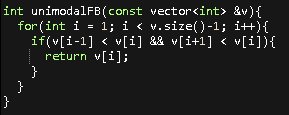 int unimodalFB(const vector<int> &v){
for(int i = 1; i < v.size()-1; i++){
if(v[i-1] < v[i] && v[i+1] < v[i]){
return v[i];
}
}
}